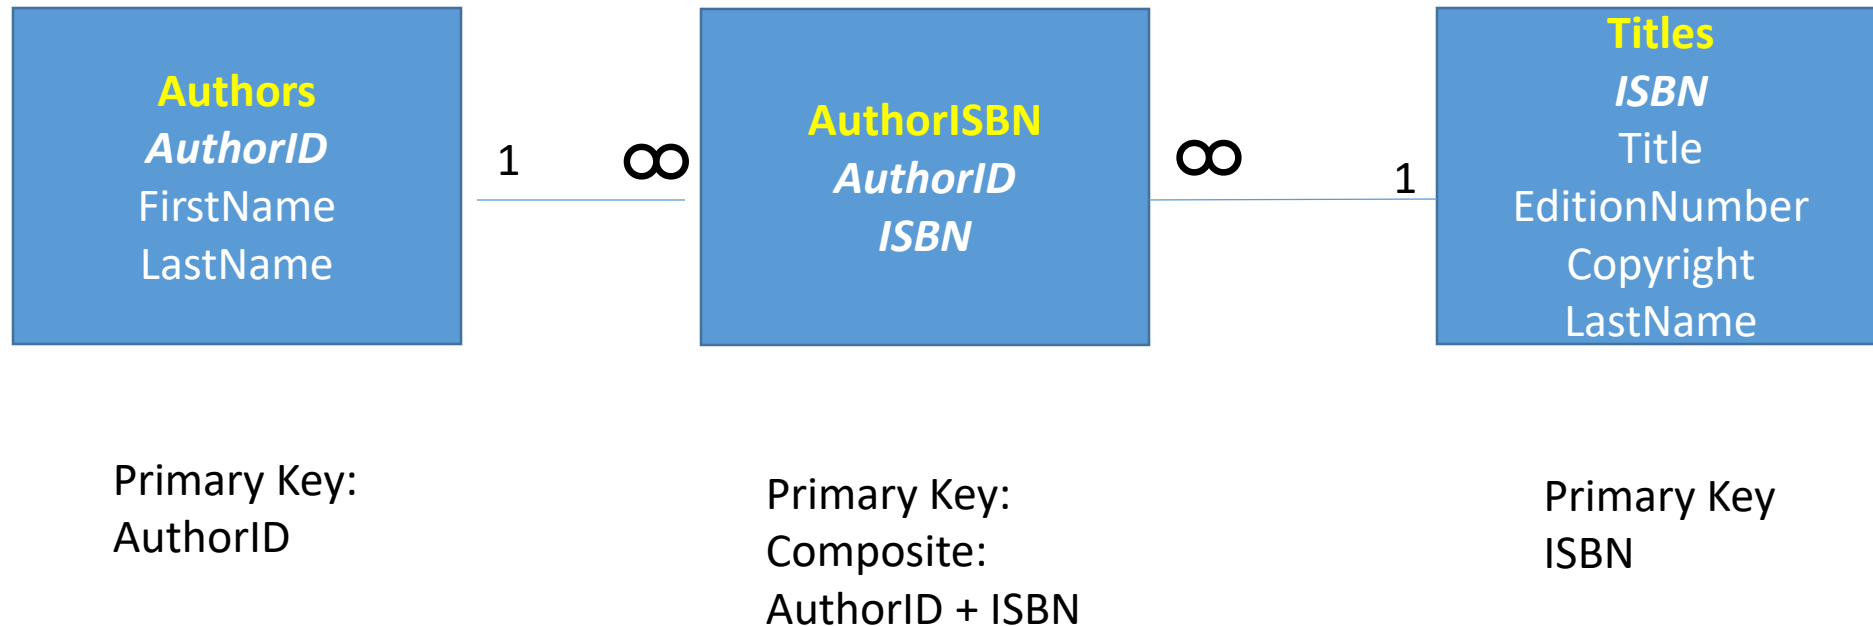 Authors
AuthorID
FirstName
LastName
1
∞
AuthorISBN
AuthorID
ISBN
∞
1
Titles
ISBN
Title
EditionNumber
Copyright
LastName
Primary Key:
AuthorID
Primary Key:
Composite:
AuthorID + ISBN
Primary Key
ISBN